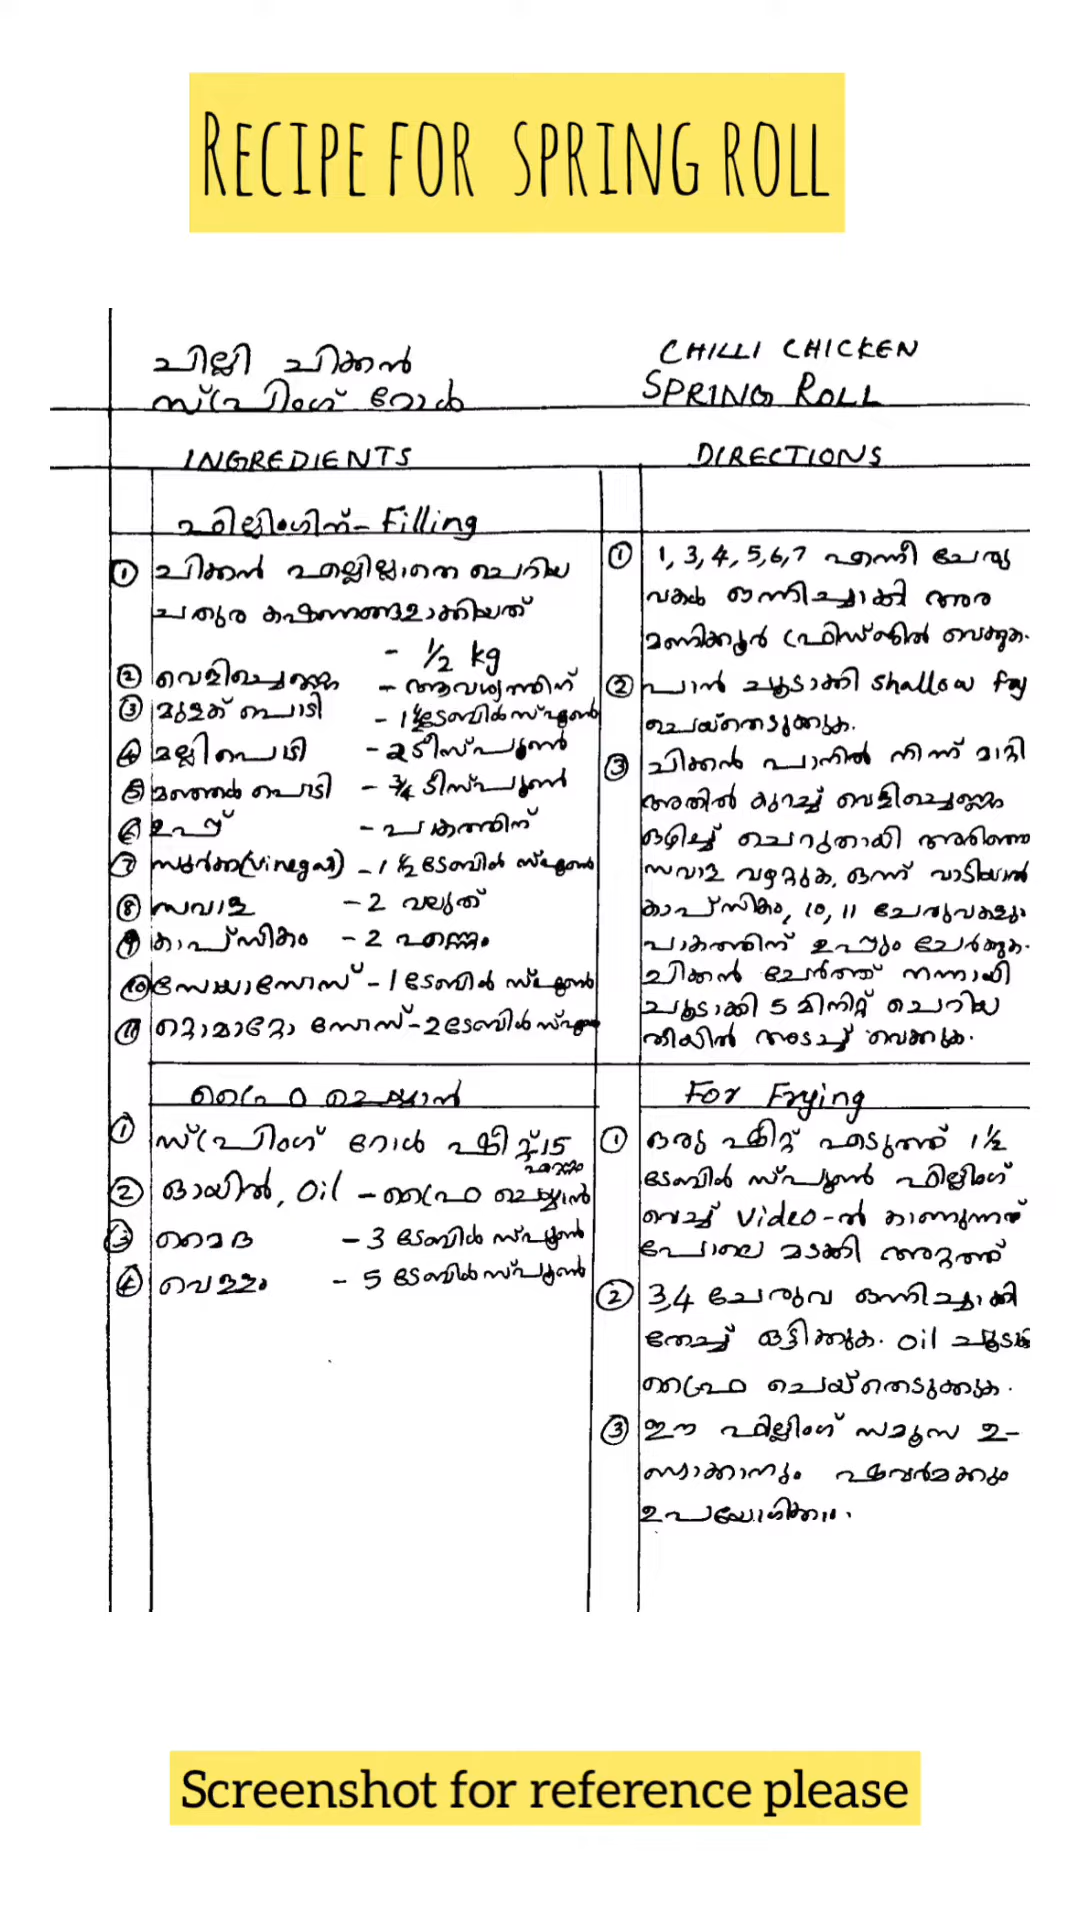 RECIPE FOR SPRING ROLL
ചില്ലി ചിക്കൻ
സ്പ്രിംഗ് റോൾ
CHILLI CHICKEN
SPRING ROLL
INGREDIENTS
DIRECTIONS
ഫില്ലിംഗിന് - Filling
① ചിക്കൻ എല്ലില്ലാതെ ചെറിയ
ചതുര കഷണങ്ങളാക്കിയത്
- ½ kg
② വെളിച്ചെണ്ണ - ആവശ്യത്തിന്
③ മുളക് പൊടി - 1½ ടേബിൾ സ്പൂൺ
④ മല്ലി പൊടി - 2 ടീസ്പൂൺ
⑤ മഞ്ഞൾ പൊടി - ¾ ടീസ്പൂൺ
⑥ ഉപ്പ് - പാകത്തിന്
⑦ സുർക്ക (Vinegar) - 1½ ടേബിൾ സ്പൂൺ
⑧ സവാള - 2 വലുത്
⑨ കാപ്സികം - 2 എണ്ണം
⑩ സോയാസോസ് - 1 ടേബിൾ സ്പൂൺ
⑪ റ്റൊമാറ്റോ സോസ് - 2 ടേബിൾ സ്പൂൺ
① 1, 3, 4, 5, 6, 7 എന്നീ ചേരു
വകൾ ഒന്നിച്ചാക്കി അര
മണിക്കൂർ ഫ്രിഡ്ജിൽ വെക്കുക.
② പാൻ ചൂടാക്കി Shallow fry
ചെയ്തെടുക്കുക.
③ ചിക്കൻ പാനിൽ നിന്ന് മാറ്റി
അതിൽ കുറച്ച് വെളിച്ചെണ്ണ
ഒഴിച്ച് ചെറുതായി അരിഞ്ഞ
സവാള വഴറ്റുക, ഒന്ന് വാടിയാൽ
കാപ്സികം, 10, 11 ചേരുവകളും
പാകത്തിന് ഉപ്പും ചേർക്കുക.
ചിക്കൻ ചേർത്ത് നന്നായി
ചൂടാക്കി 5 മിനിറ്റ് ചെറിയ
തീയിൽ അടച്ച് വെക്കുക.
ഫ്രൈ ചെയ്യാൻ
① സ്പ്രിംഗ് റോൾ ഷീറ്റ് - 15
എണ്ണം
② ഓയിൽ, Oil - ഫ്രൈ ചെയ്യാൻ
③ മൈദ - 3 ടേബിൾ സ്പൂൺ
④ വെള്ളം - 5 ടേബിൾ സ്പൂൺ
For Frying
① ഒരു ഷീറ്റ് എടുത്ത് 1½
ടേബിൾ സ്പൂൺ ഫില്ലിംഗ്
വെച്ച് Video-ൽ കാണുന്നത്
പോലെ മടക്കി അറ്റത്ത്
② 3,4 ചേരുവ ഒന്നിച്ചാക്കി
തേച്ച് ഒട്ടിക്കുക. Oil
ഫ്രൈ ചെയ്തെടുക്കുക.
③ ഈ ഫില്ലിംഗ് സമൂസ ഉ-
ണ്ടാക്കാനും ഷവർമക്കും
ഉപയോഗിക്കാം.
Screenshot for reference please